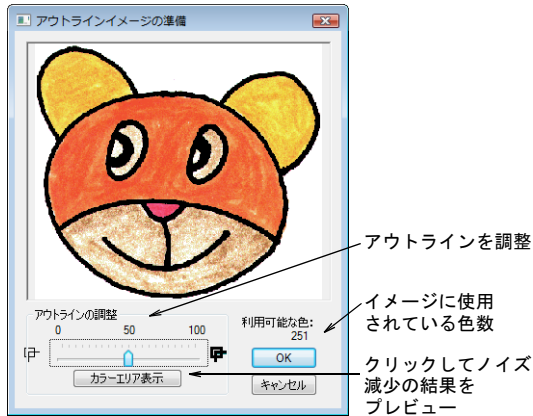 アウトラインイメージの準備
アウトラインを調整
アウトラインの調整
0 50 100
利用可能な色:
251
イメージに使用
されている色数
OK
カラーエリア表示
キャンセル
クリックしてノイズ
減少の結果を
プレビュー